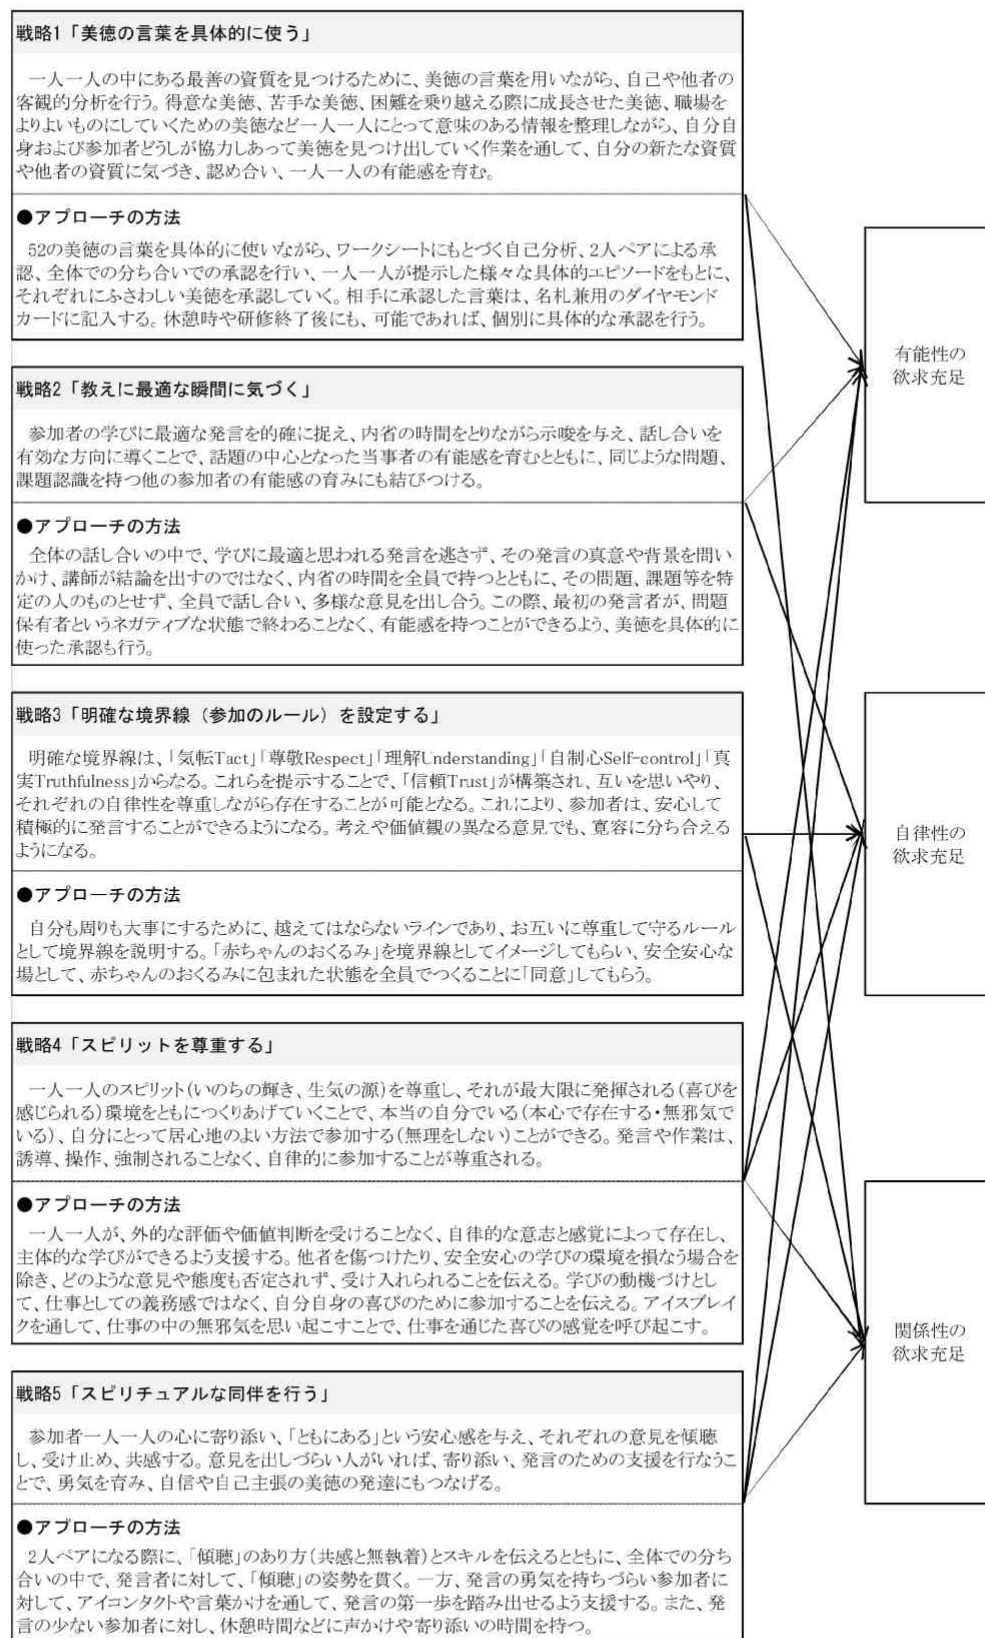 戦略1「美徳の言葉を具体的に使う」
一人一人の中にある最善の資質を見つけるために、美徳の言葉を用いながら、自己や他者の
客観的分析を行う。得意な美徳、苦手な美徳、困難を乗り越える際に成長させた美徳、職場を
よりよいものにしていくための美徳など一人一人にとって意味のある情報を整理しながら、自分自
身および参加者どうしが協力しあって美徳を見つけ出していく作業を通して、自分の新たな資質
や他者の資質に気づき、認め合い、一人一人の有能感を育む。
●アプローチの方法
52の美徳の言葉を具体的に使いながら、ワークシートにもとづく自己分析、2人ペアによる承
認、全体での分ち合いでの承認を行い、一人一人が提示した様々な具体的エピソードをもとに、
それぞれにふさわしい美徳を承認していく。相手に承認した言葉は、名札兼用のダイヤモンド
カードに記入する。休憩時や研修終了後にも、可能であれば、個別に具体的な承認を行う。
有能性の
欲求充足
戦略2「教えに最適な瞬間に気づく」
参加者の学びに最適な発言を的確に捉え、内省の時間をとりながら示唆を与え、話し合いを
有効な方向に導くことで、話題の中心となった当事者の有能感を育むとともに、同じような問題、
課題認識を持つ他の参加者の有能感の育みにも結びつける。
●アプローチの方法
全体の話し合いの中で、学びに最適と思われる発言を逃さず、その発言の真意や背景を問い
かけ、講師が結論を出すのではなく、内省の時間を全員で持つとともに、その問題、課題等を特
定の人のものとせず、全員で話し合い、多様な意見を出し合う。この際、最初の発言者が、問題
保有者というネガティブな状態で終わることなく、有能感を持つことができるよう、美徳を具体的に
使った承認も行う。
戦略3「明確な境界線（参加のルール）を設定する」
明確な境界線は、「気転Tact」「尊敬Respect」「理解Understanding」「自制心Self-control」「真
実Truthfulness」からなる。これらを提示することで、「信頼Trust」が構築され、互いを思いやり、
それぞれの自律性を尊重しながら存在することが可能となる。これにより、参加者は、安心して
積極的に発言することができるようになる。考えや価値観の異なる意見でも、寛容に分ち合える
ようになる。
●アプローチの方法
自分も周りも大事にするために、越えてはならないラインであり、お互いに尊重して守るルール
として境界線を説明する。「赤ちゃんのおくるみ」を境界線としてイメージしてもらい、安全安心な
場として、赤ちゃんのおくるみに包まれた状態を全員でつくることに「同意」してもらう。
自律性の
欲求充足
戦略4「スピリットを尊重する」
一人一人のスピリット(いのちの輝き、生気の源)を尊重し、それが最大限に発揮される(喜びを
感じられる)環境をともにつくりあげていくことで、本当の自分でいる(本心で存在する・無邪気で
いる)、自分にとって居心地のよい方法で参加する(無理をしない)ことができる。発言や作業は、
誘導、操作、強制されることなく、自律的に参加することが尊重される。
●アプローチの方法
一人一人が、外的な評価や価値判断を受けることなく、自律的な意志と感覚によって存在し、
主体的な学びができるよう支援する。他者を傷つけたり、安全安心の学びの環境を損なう場合を
除き、どのような意見や態度も否定されず、受け入れられることを伝える。学びの動機づけとし
て、仕事としての義務感ではなく、自分自身の喜びのために参加することを伝える。アイスブレイ
クを通して、仕事の中の無邪気を思い起こすことで、仕事を通じた喜びの感覚を呼び起こす。
関係性の
欲求充足
戦略5「スピリチュアルな同伴を行う」
参加者一人一人の心に寄り添い、「ともにある」という安心感を与え、それぞれの意見を傾聴
し、受け止め、共感する。意見を出しづらい人がいれば、寄り添い、発言のための支援を行なうこ
とで、勇気を育み、自信や自己主張の美徳の発達にもつなげる。
●アプローチの方法
2人ペアになる際に、「傾聴」のあり方(共感と無執着)とスキルを伝えるとともに、全体での分ち
合いの中で、発言者に対して、「傾聴」の姿勢を貫く。一方、発言の勇気を持ちづらい参加者に
対して、アイコンタクトや言葉かけを通して、発言の第一歩を踏み出せるよう支援する。また、発
言の少ない参加者に対し、休憩時間などに声かけや寄り添いの時間を持つ。